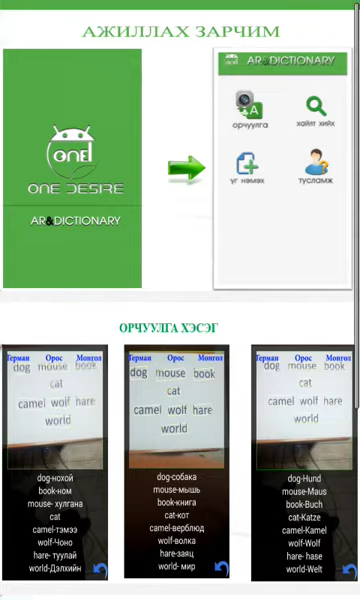 АЖИЛЛАХ ЗАРЧИМ
ONE
ONE DESIRE
AR&DICTIONARY
ONE AR&DICTIONARY
A
орчуулга
хайлт хийх
үг нэмэх
тусламж
ОРЧУУЛГА ХЭСЭГ
Герман Орос Монгол
dog mouse book
cat
camel wolf hare
world
dog-нохой
book-ном
mouse- хулгана
cat
camel-тэмээ
wolf-Чоно
hare- туулай
world-Дэлхийн
Герман Орос Монгол
dog mouse book
cat
camel wolf hare
world
dog-собака
mouse-мышь
book-книга
cat-кот
camel-верблюд
wolf-волка
hare-заяц
world- мир
Герман Орос Монгол
dog mouse book
cat
camel wolf hare
world
dog-Hund
mouse-Maus
book-Buch
cat-Katze
camel-Kamel
wolf-Wolf
hare- hase
world-Welt